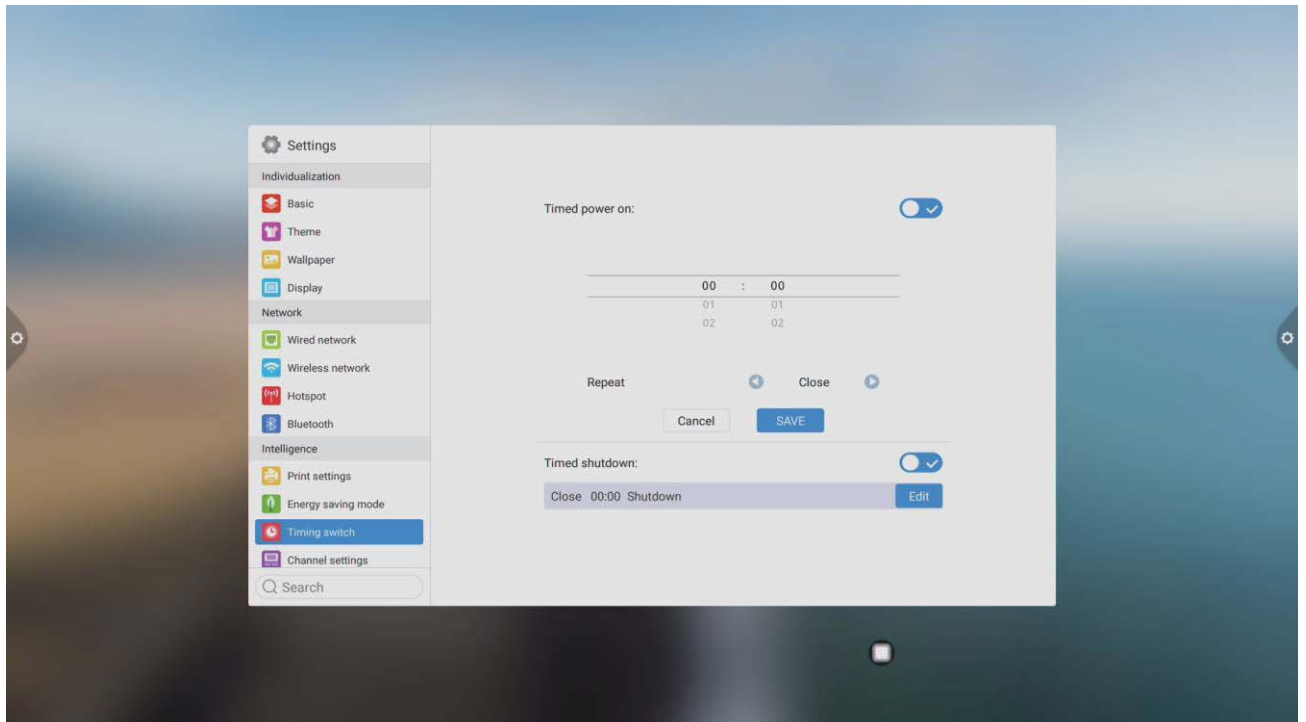 Settings
Individualization
Basic
Theme
Wallpaper
Display
Network
Wired network
Wireless network
Hotspot
Bluetooth
Intelligence
Print settings
Energy saving mode
Timing switch
Channel settings
Search
Timed power on:
00 : 00
01 01
02 02
Repeat Close
Cancel SAVE
Timed shutdown:
Close 00:00 Shutdown Edit